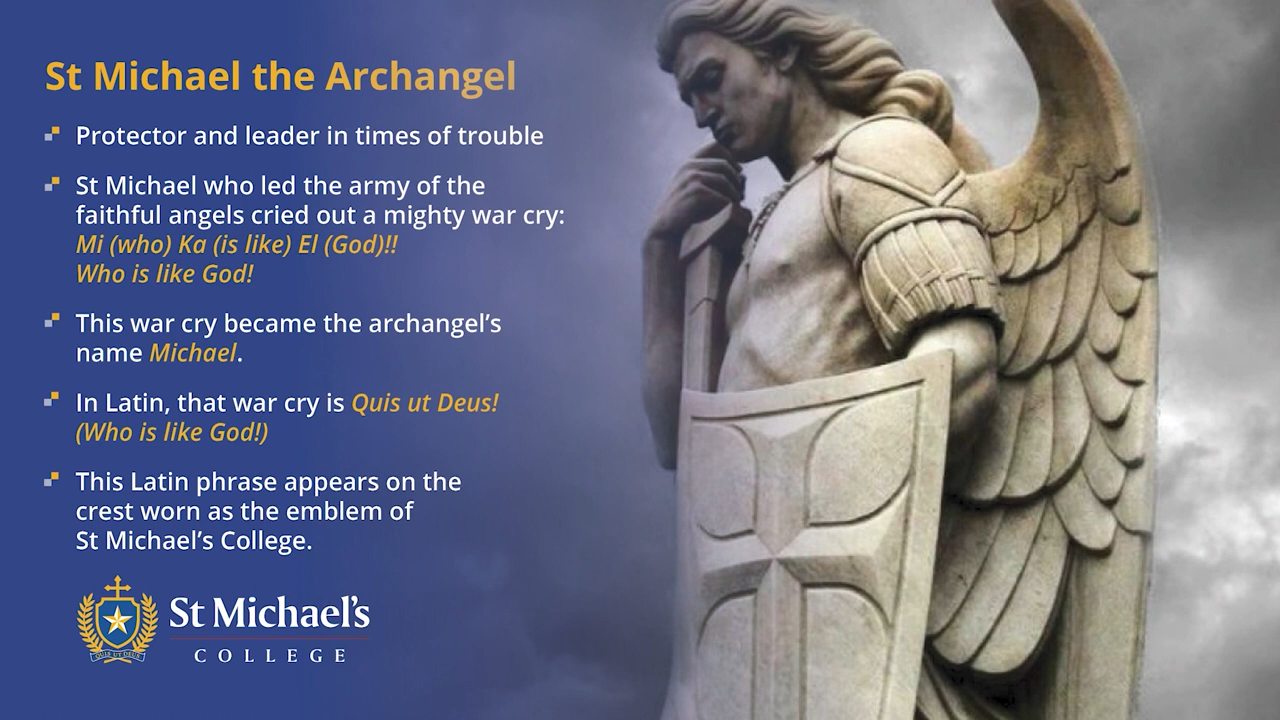 St Michael the Archangel
Protector and leader in times of trouble
St Michael who led the army of the
faithful angels cried out a mighty war cry:
Mi (who) Ka (is like) El (God)!!
Who is like God!
This war cry became the archangel’s
name Michael.
In Latin, that war cry is Quis ut Deus!
(Who is like God!)
This Latin phrase appears on the
crest worn as the emblem of
St Michael’s College.
QUIS UT DEUS
St Michael’s
COLLEGE